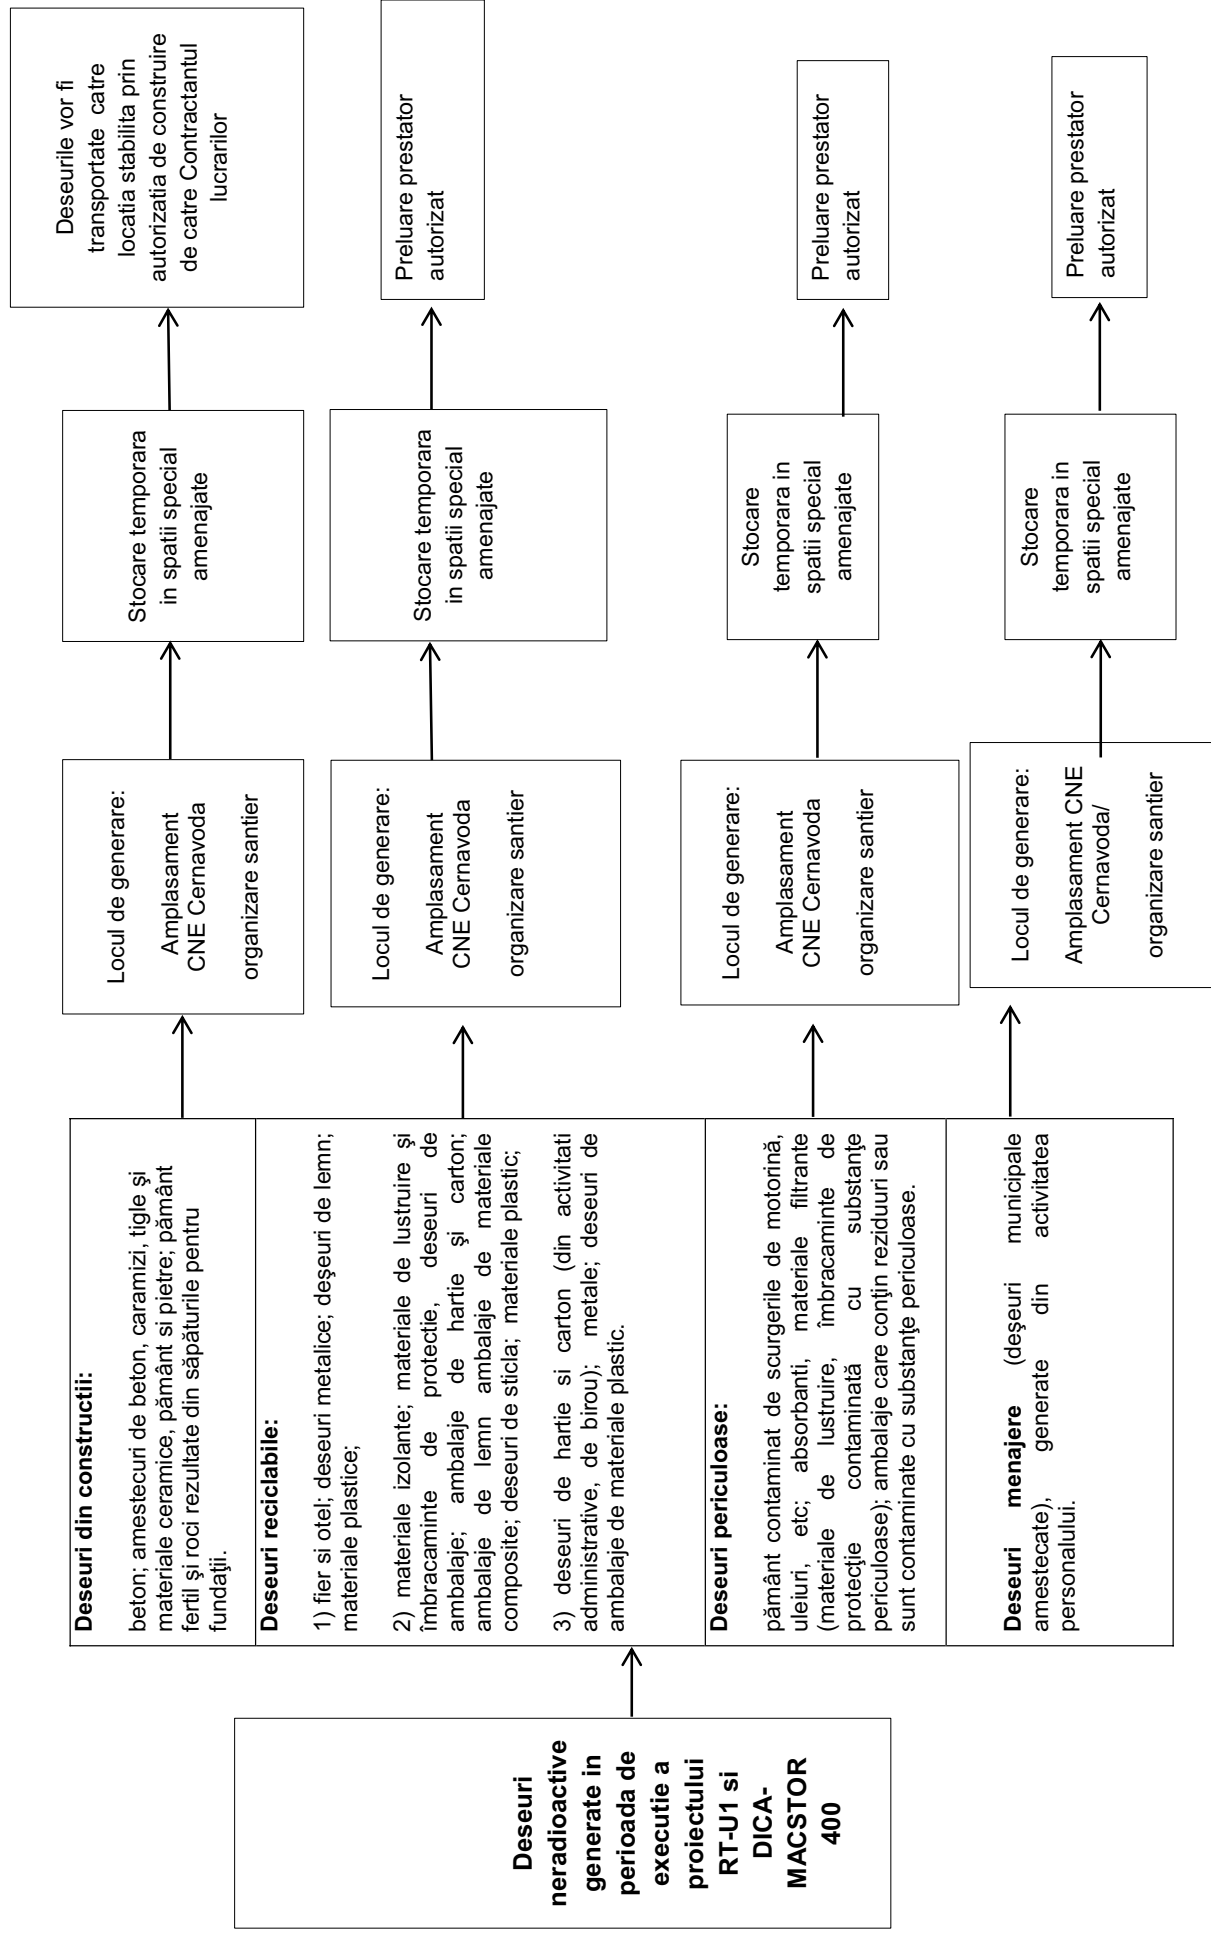 Deseuri
neradioactive
generate in
perioada de
executie a
proiectului
RT-U1 si
DICA-
MACSTOR
400
Deseuri din constructii:
beton; amestecuri de beton, caramizi, tigle şi
materiale ceramice, pământ si pietre; pământ
fertil şi roci rezultate din săpăturile pentru
fundaţii.
Locul de generare:
Amplasament
CNE Cernavoda
organizare santier
Stocare temporara
in spatii special
amenajate
Deseurile vor fi
transportate catre
locatia stabilita prin
autorizatia de construire
de catre Contractantul
lucrarilor
Deseuri reciclabile:
1) fier si otel; deseuri metalice; deşeuri de lemn;
materiale plastice;
2) materiale izolante; materiale de lustruire şi
îmbracaminte de protectie, deseuri de
ambalaje; ambalaje de hartie şi carton;
ambalaje de lemn ambalaje de materiale
composite; deseuri de sticla; materiale plastic;
3) deseuri de hartie si carton (din activitati
administrative, de birou); metale; deseuri de
ambalaje de materiale plastic.
Locul de generare:
Amplasament
CNE Cernavoda
organizare santier
Stocare temporara
in spatii special
amenajate
Preluare prestator
autorizat
Deseuri periculoase:
pământ contaminat de scurgerile de motorină,
uleiuri, etc; absorbanti, materiale filtrante
(materiale de lustruire, îmbracaminte de
protecţie contaminată cu substanţe
periculoase); ambalaje care conţin reziduri sau
sunt contaminate cu substanţe periculoase.
Locul de generare:
Amplasament
CNE Cernavoda
organizare santier
Stocare
temporara in
spatii special
amenajate
Preluare prestator
autorizat
Deseuri menajere (deşeuri municipale
amestecate), generate din activitatea
personalului.
Locul de generare:
Amplasament CNE
Cernavoda/
organizare santier
Stocare
temporara in
spatii special
amenajate
Preluare prestator
autorizat